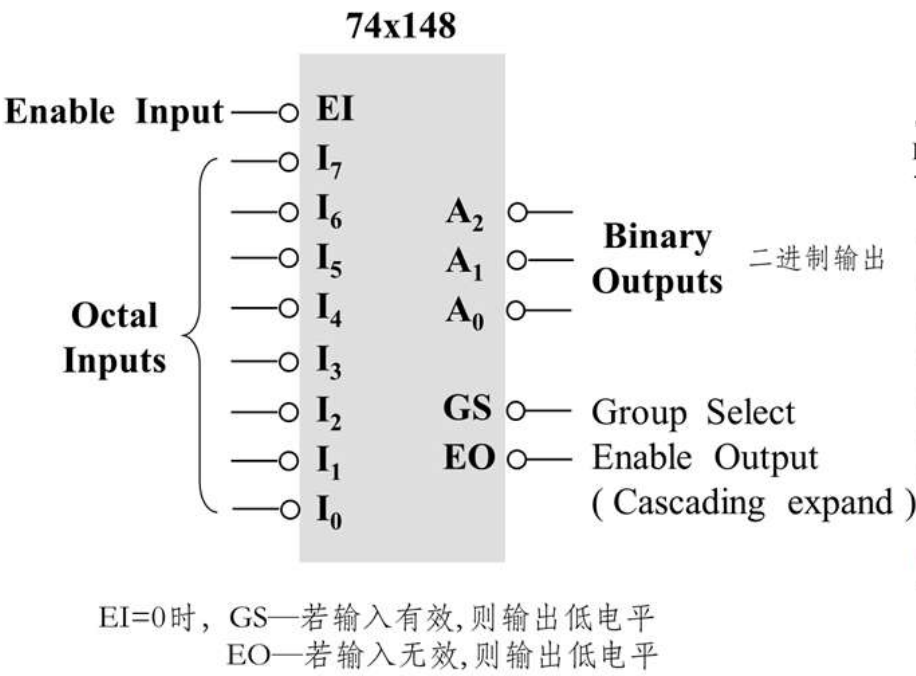 74x148
Enable Input
EI
I7
I6
I5
I4
I3
I2
I1
I0
Octal
Inputs
A2
A1
A0
Binary
Outputs
二进制输出
GS
Group Select
EO
Enable Output
( Cascading expand )
EI=0时, GS—若输入有效,则输出低电平
EO—若输入无效,则输出低电平